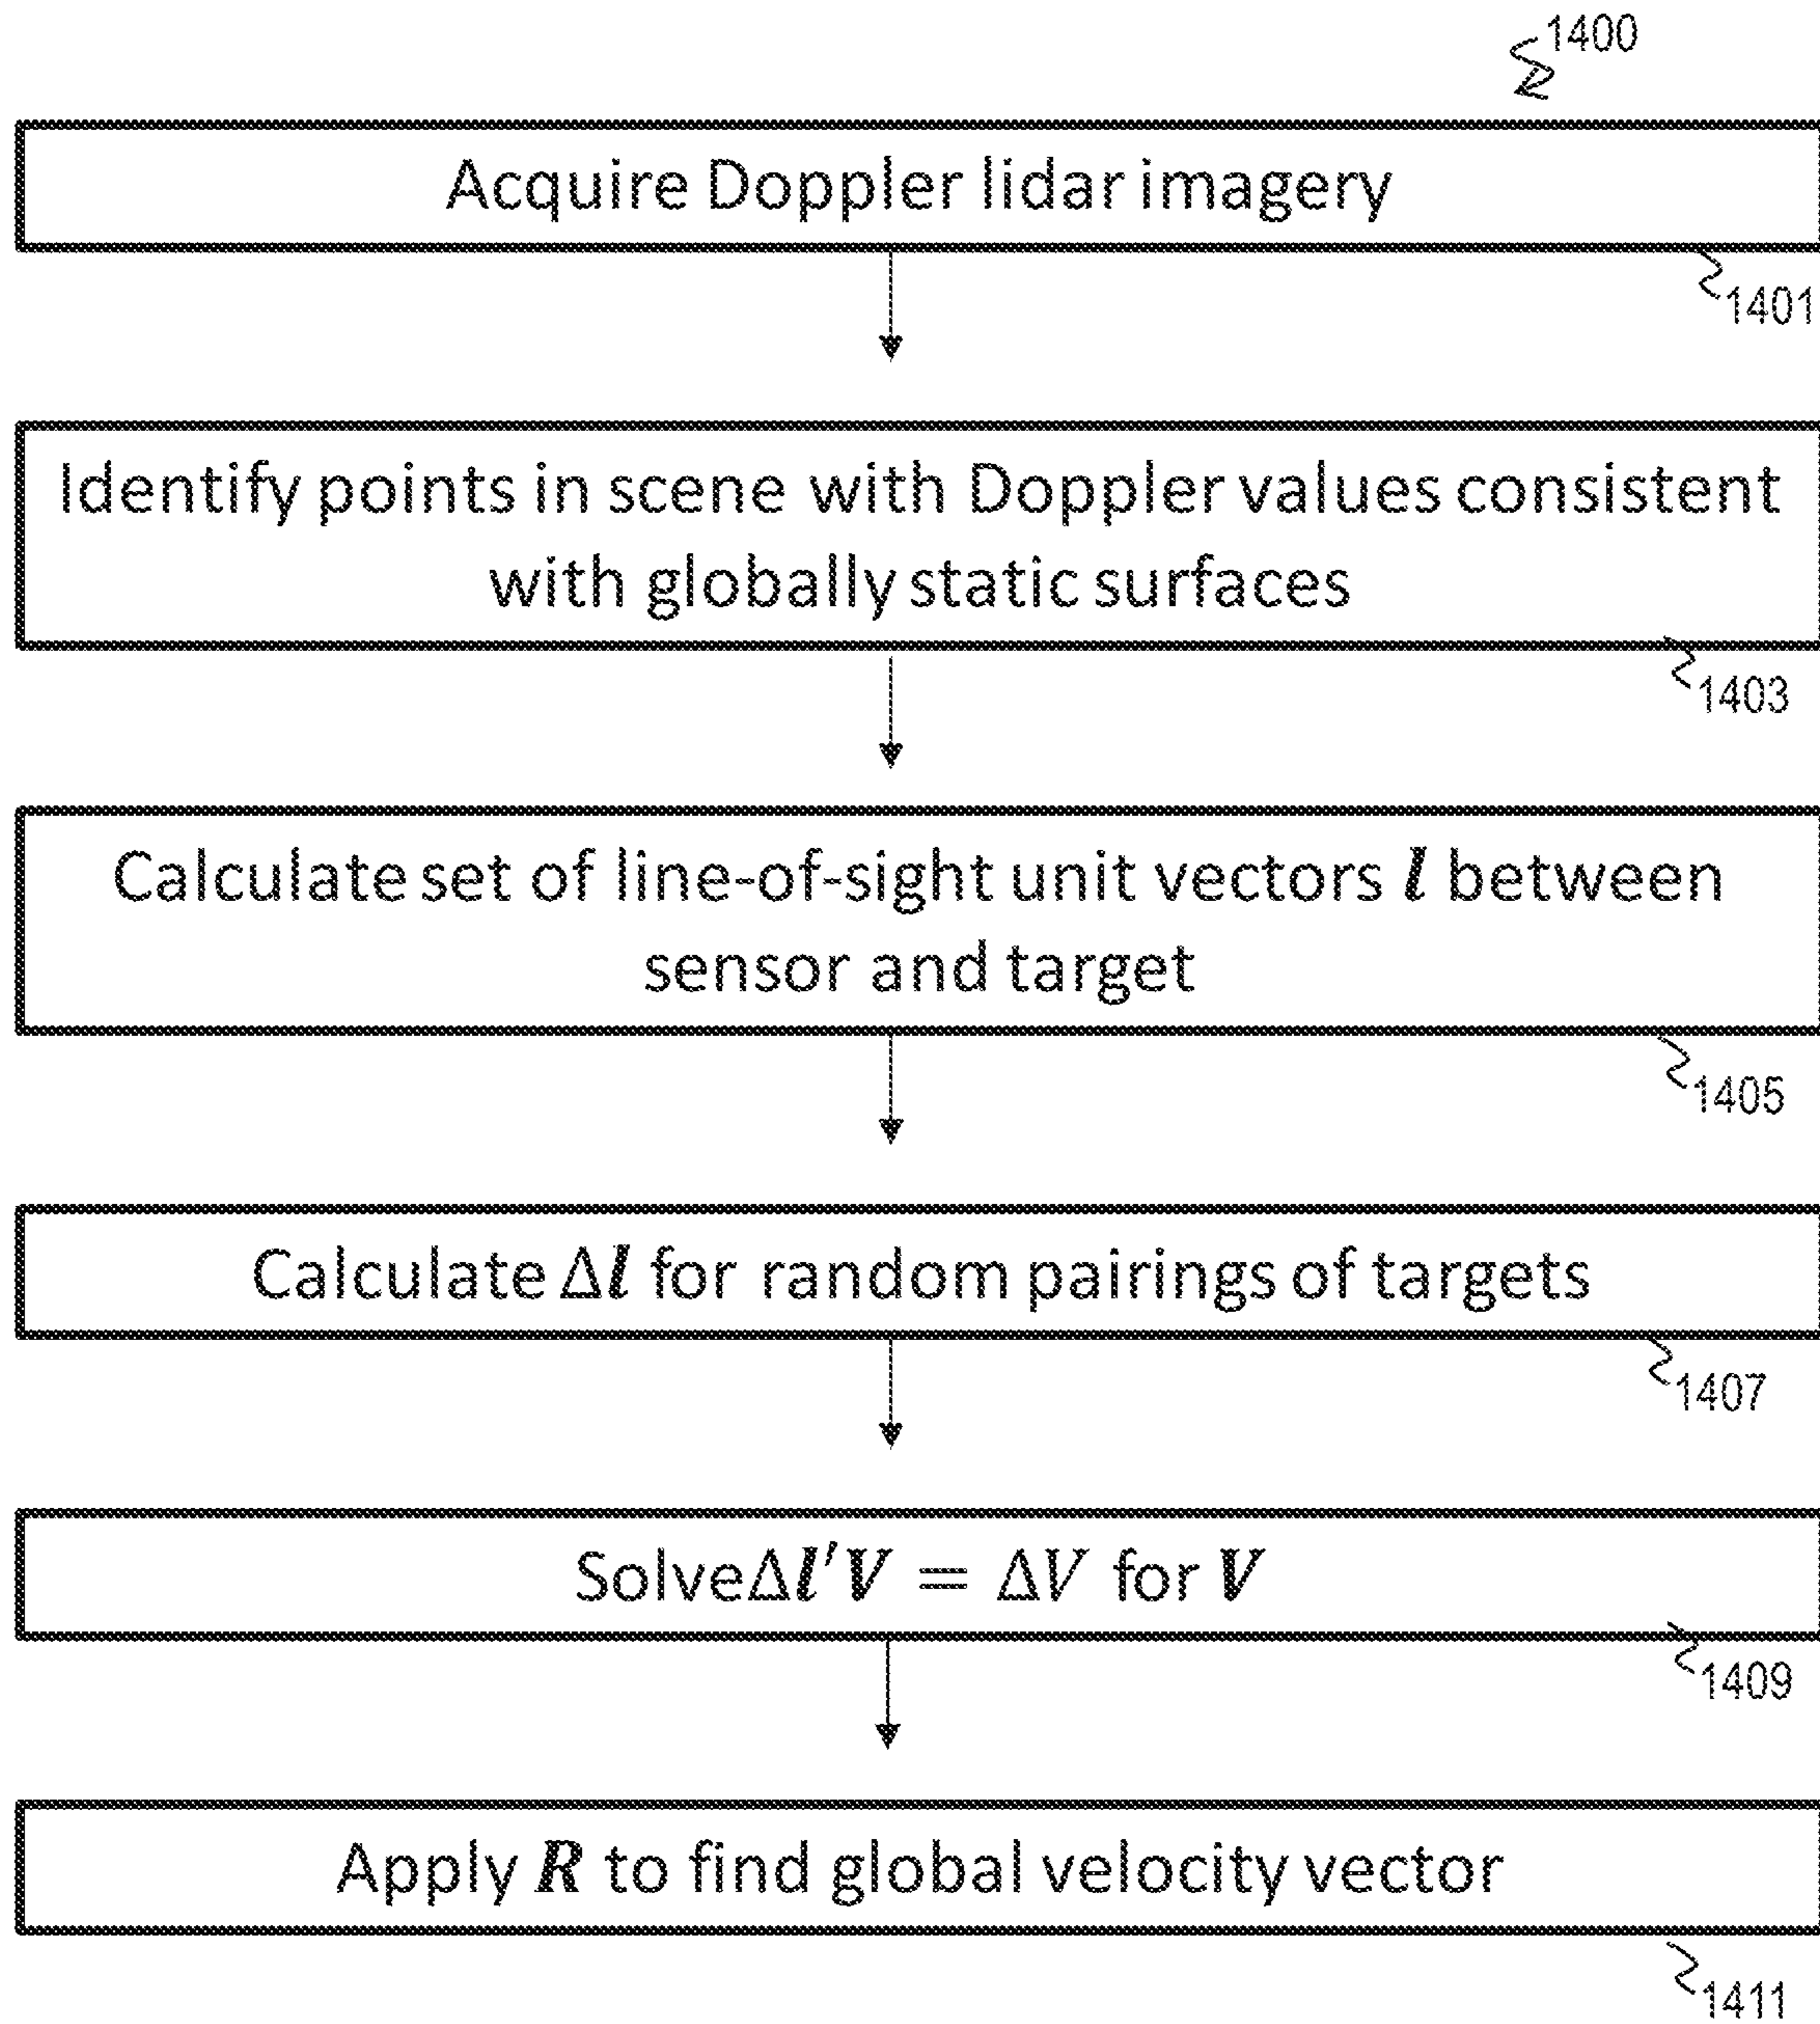 1400
Acquire Doppler lidar imagery
1401
Identify points in scene with Doppler values consistent
with globally static surfaces
1403
Calculate set of line-of-sight unit vectors l between
sensor and target
1405
Calculate Δl for random pairings of targets
1407
SolveΔl′V = ΔV for V
1409
Apply R to find global velocity vector
1411